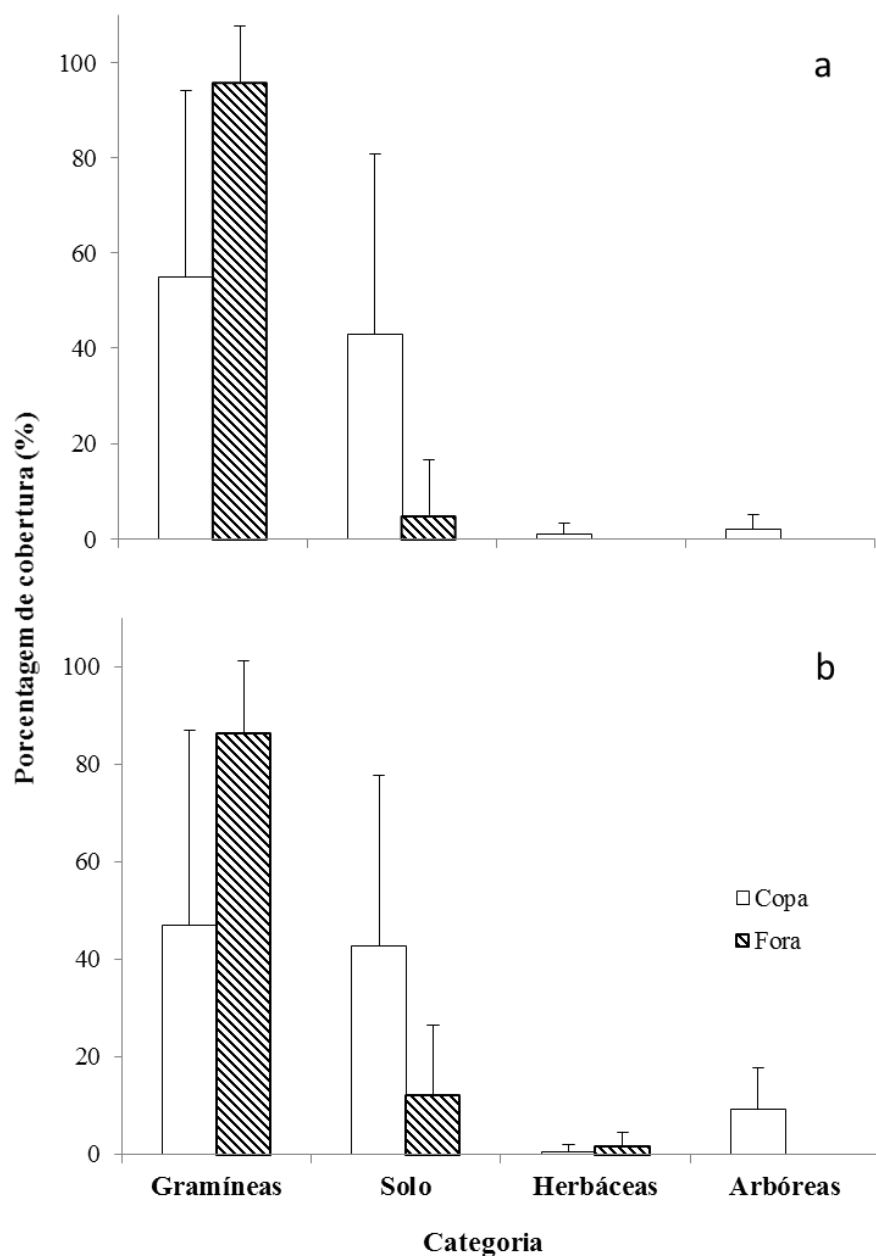 Porcentagem de cobertura (%)
a
100
80
60
40
20
0
b
100
80
60
40
20
0
Copa
Fora
Gramíneas Solo Herbáceas Arbóreas
Categoria